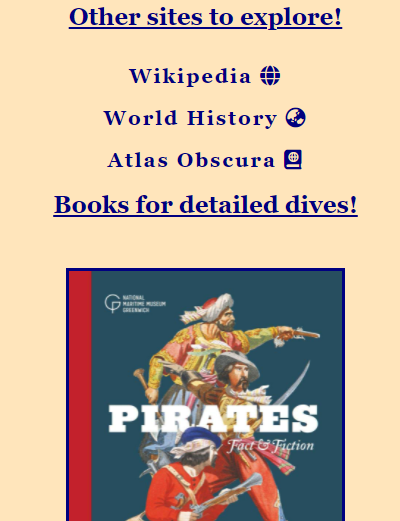 Other sites to explore!
Wikipedia
World History
Atlas Obscura
Books for detailed dives!
NATIONAL
MARITIME MUSEUM
GREENWICH
PIRATES
Fact & Fiction